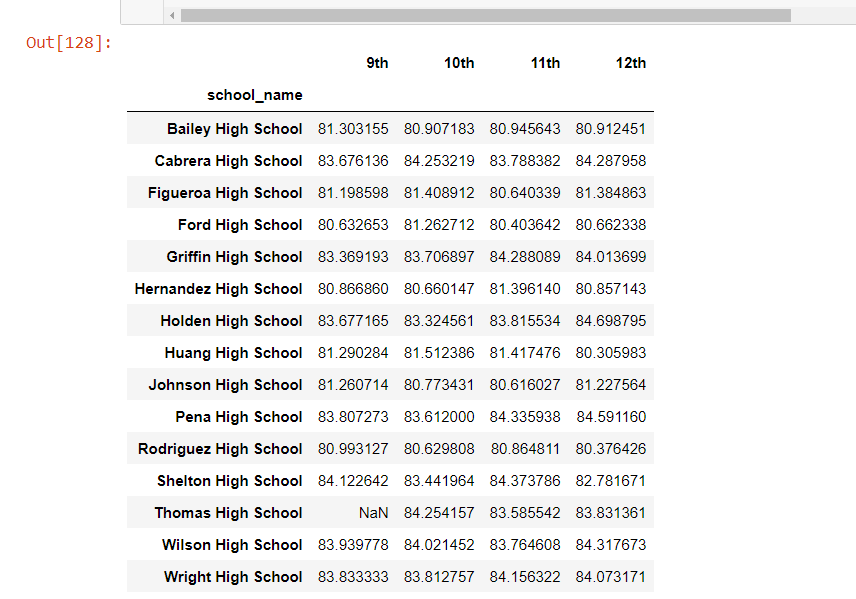 Out[128]:
9th 10th 11th 12th
school_name
Bailey High School 81.303155 80.907183 80.945643 80.912451
Cabrera High School 83.676136 84.253219 83.788382 84.287958
Figueroa High School 81.198598 81.408912 80.640339 81.384863
Ford High School 80.632653 81.262712 80.403642 80.662338
Griffin High School 83.369193 83.706897 84.288089 84.013699
Hernandez High School 80.866860 80.660147 81.396140 80.857143
Holden High School 83.677165 83.324561 83.815534 84.698795
Huang High School 81.290284 81.512386 81.417476 80.305983
Johnson High School 81.260714 80.773431 80.616027 81.227564
Pena High School 83.807273 83.612000 84.335938 84.591160
Rodriguez High School 80.993127 80.629808 80.864811 80.376426
Shelton High School 84.122642 83.441964 84.373786 82.781671
Thomas High School NaN 84.254157 83.585542 83.831361
Wilson High School 83.939778 84.021452 83.764608 84.317673
Wright High School 83.833333 83.812757 84.156322 84.073171